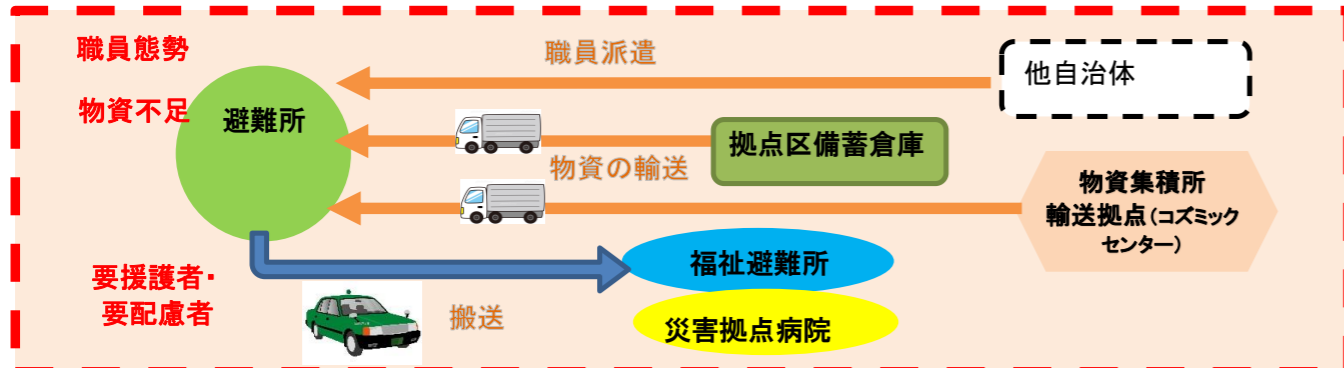 職員態勢
職員派遣
他自治体
物資不足
避難所
拠点区備蓄倉庫
物資の輸送
物資集積所
輸送拠点(コズミック
センター)
要援護者・
要配慮者
福祉避難所
搬送
災害拠点病院